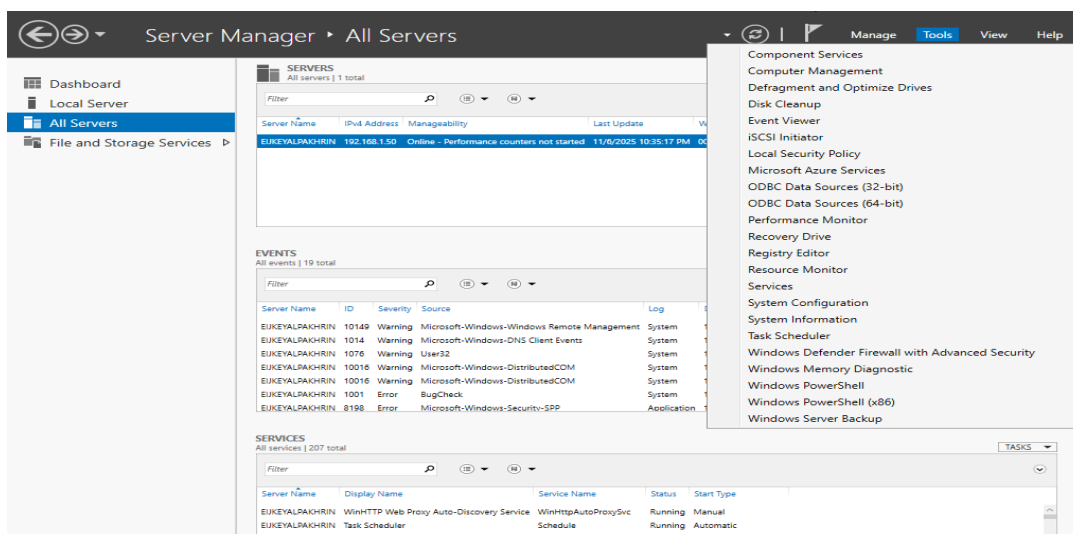 Server Manager ‣ All Servers
Manage Tools View Help
Dashboard
Local Server
All Servers
File and Storage Services
SERVERS
All servers | 1 total
Filter
Server Name IPv4 Address Manageability Last Update
EIJKEYALPAKHRIN 192.168.1.50 Online - Performance counters not started 11/6/2025 10:35:17 PM
EVENTS
All events | 19 total
Filter
Server Name ID Severity Source Log
EIJKEYALPAKHRIN 10149 Warning Microsoft-Windows-Windows Remote Management System
EIJKEYALPAKHRIN 1014 Warning Microsoft-Windows-DNS Client Events System
EIJKEYALPAKHRIN 1076 Warning User32 System
EIJKEYALPAKHRIN 10016 Warning Microsoft-Windows-DistributedCOM System
EIJKEYALPAKHRIN 10016 Warning Microsoft-Windows-DistributedCOM System
EIJKEYALPAKHRIN 1001 Error BugCheck System
EIJKEYALPAKHRIN 8198 Error Microsoft-Windows-Security-SPP Application
SERVICES
All services | 207 total
TASKS
Filter
Server Name Display Name Service Name Status Start Type
EIJKEYALPAKHRIN WinHTTP Web Proxy Auto-Discovery Service WinHttpAutoProxySvc Running Manual
EIJKEYALPAKHRIN Task Scheduler Schedule Running Automatic
Component Services
Computer Management
Defragment and Optimize Drives
Disk Cleanup
Event Viewer
iSCSI Initiator
Local Security Policy
Microsoft Azure Services
ODBC Data Sources (32-bit)
ODBC Data Sources (64-bit)
Performance Monitor
Recovery Drive
Registry Editor
Resource Monitor
Services
System Configuration
System Information
Task Scheduler
Windows Defender Firewall with Advanced Security
Windows Memory Diagnostic
Windows PowerShell
Windows PowerShell (x86)
Windows Server Backup